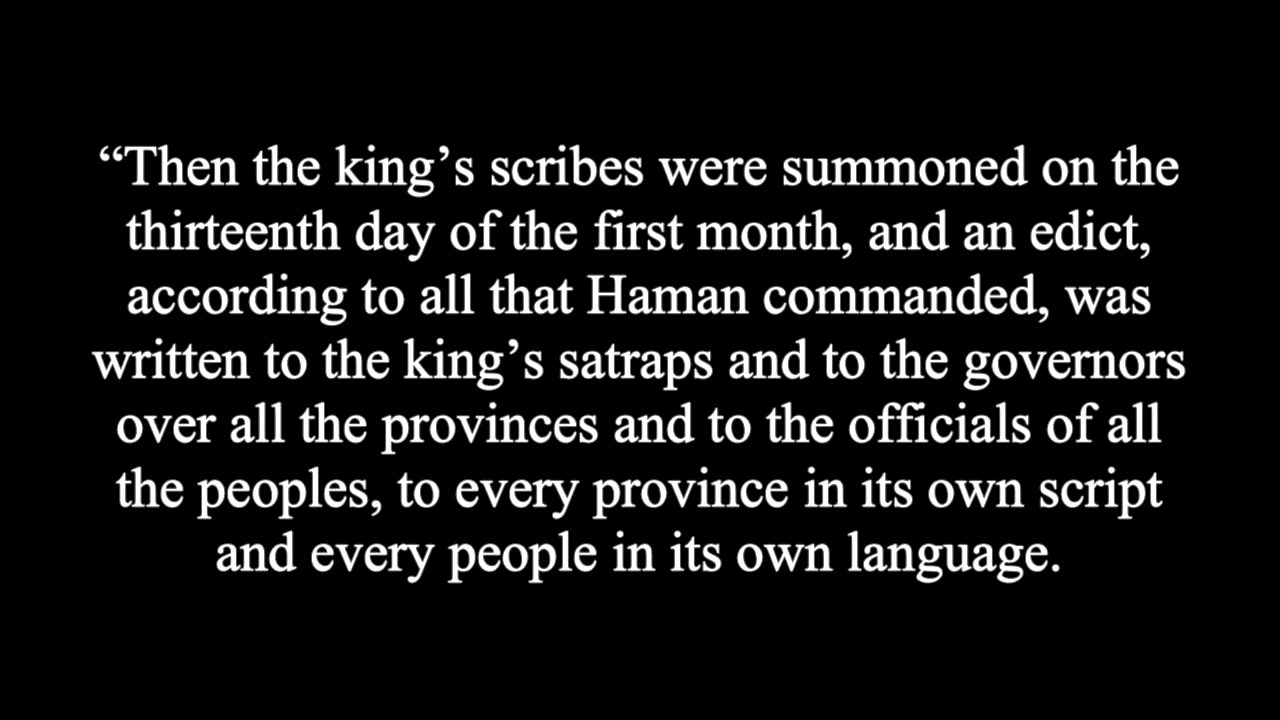 “Then the king’s scribes were summoned on the
thirteenth day of the first month, and an edict,
according to all that Haman commanded, was
written to the king’s satraps and to the governors
over all the provinces and to the officials of all
the peoples, to every province in its own script
and every people in its own language.